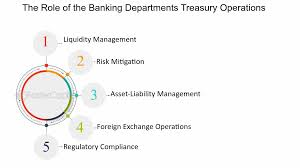 The Role of the Banking Departments Treasury Operations
1
Liquidity Management
2
Risk Mitigation
3
Asset-Liability Management
4
Foreign Exchange Operations
5
Regulatory Compliance